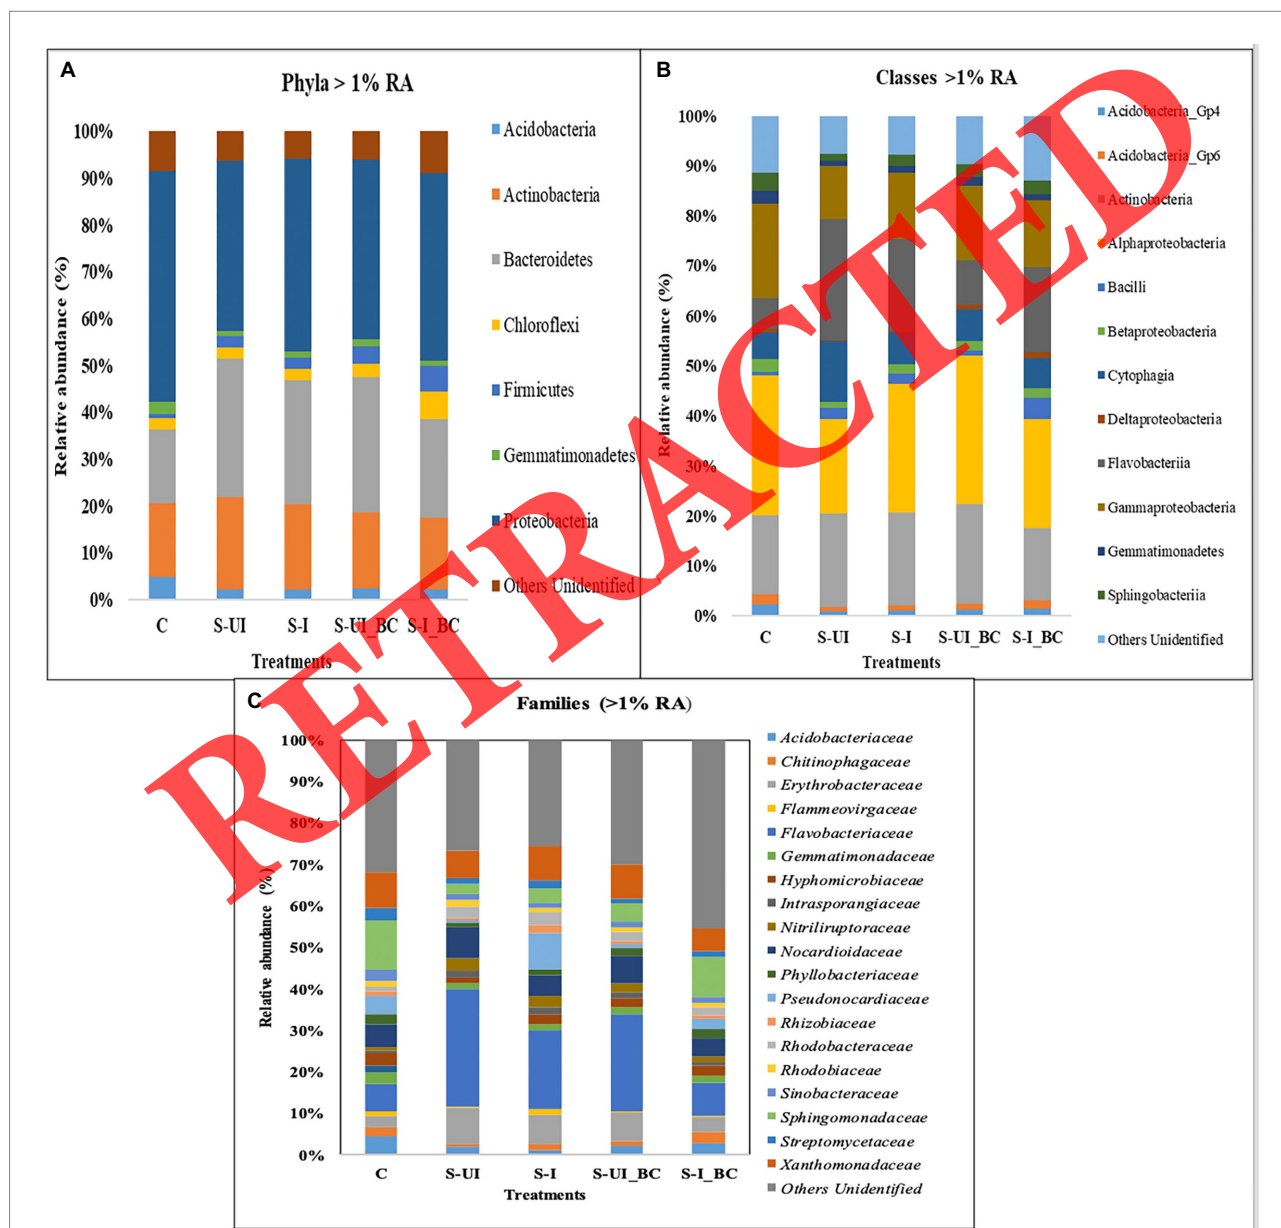 A
Phyla > 1% RA
Relative abundance (%)
100%
90%
80%
70%
60%
50%
40%
30%
20%
10%
0%
C S-UI S-I S-UI_BC S-I_BC
Treatments
Acidobacteria
Actinobacteria
Bacteroidetes
Chloroflexi
Firmicutes
Gemmatimonadetes
Proteobacteria
Others Unidentified
B
Classes >1% RA
Relative abundance (%)
100%
90%
80%
70%
60%
50%
40%
30%
20%
10%
0%
C S-UI S-I S-UI_BC S-I_BC
Treatments
Acidobacteria_Gp4
Acidobacteria_Gp6
Actinobacteria
Alphaproteobacteria
Bacilli
Betaproteobacteria
Cytophagia
Deltaproteobacteria
Flavobacteriia
Gammaproteobacteria
Gemmatimonadetes
Sphingobacteriia
Others Unidentified
C
Families (>1% RA)
Relative abundance (%)
100%
90%
80%
70%
60%
50%
40%
30%
20%
10%
0%
C S-UI S-I S-UI_BC S-I_BC
Treatments
Acidobacteriaceae
Chitinophagaceae
Erythrobacteraceae
Flammeovirgaceae
Flavobacteriaceae
Gemmatimonadaceae
Hyphomicrobiaceae
Intrasporangiaceae
Nitriliruptoraceae
Nocardioidaceae
Phyllobacteriaceae
Pseudonocardiaceae
Rhizobiaceae
Rhodobacteraceae
Rhodobiaceae
Sinobacteraceae
Sphingomonadaceae
Streptomycetaceae
Xanthomonadaceae
Others Unidentified
RETRACTED